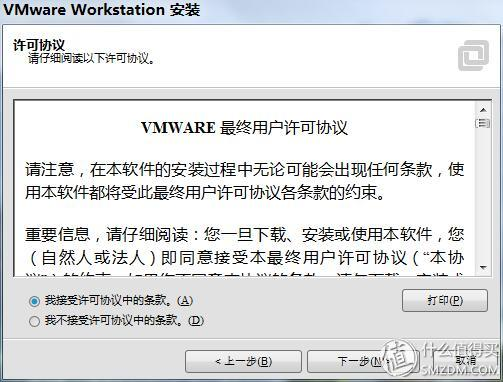 VMware Workstation 安装
许可协议
请仔细阅读以下许可协议。
VMWARE 最终用户许可协议
请注意，在本软件的安装过程中无论可能会出现任何条款，使
用本软件都将受此最终用户许可协议各条款的约束。
重要信息，请仔细阅读：您一旦下载、安装或使用本软件，您
（自然人或法人）即同意接受本最终用户许可协议（“本协
我接受许可协议中的条款。(A)
我不接受许可协议中的条款。(D)
打印(P)
< 上一步(B)
下一步(N)
取消
值 什么值得买
SMZDM.COM